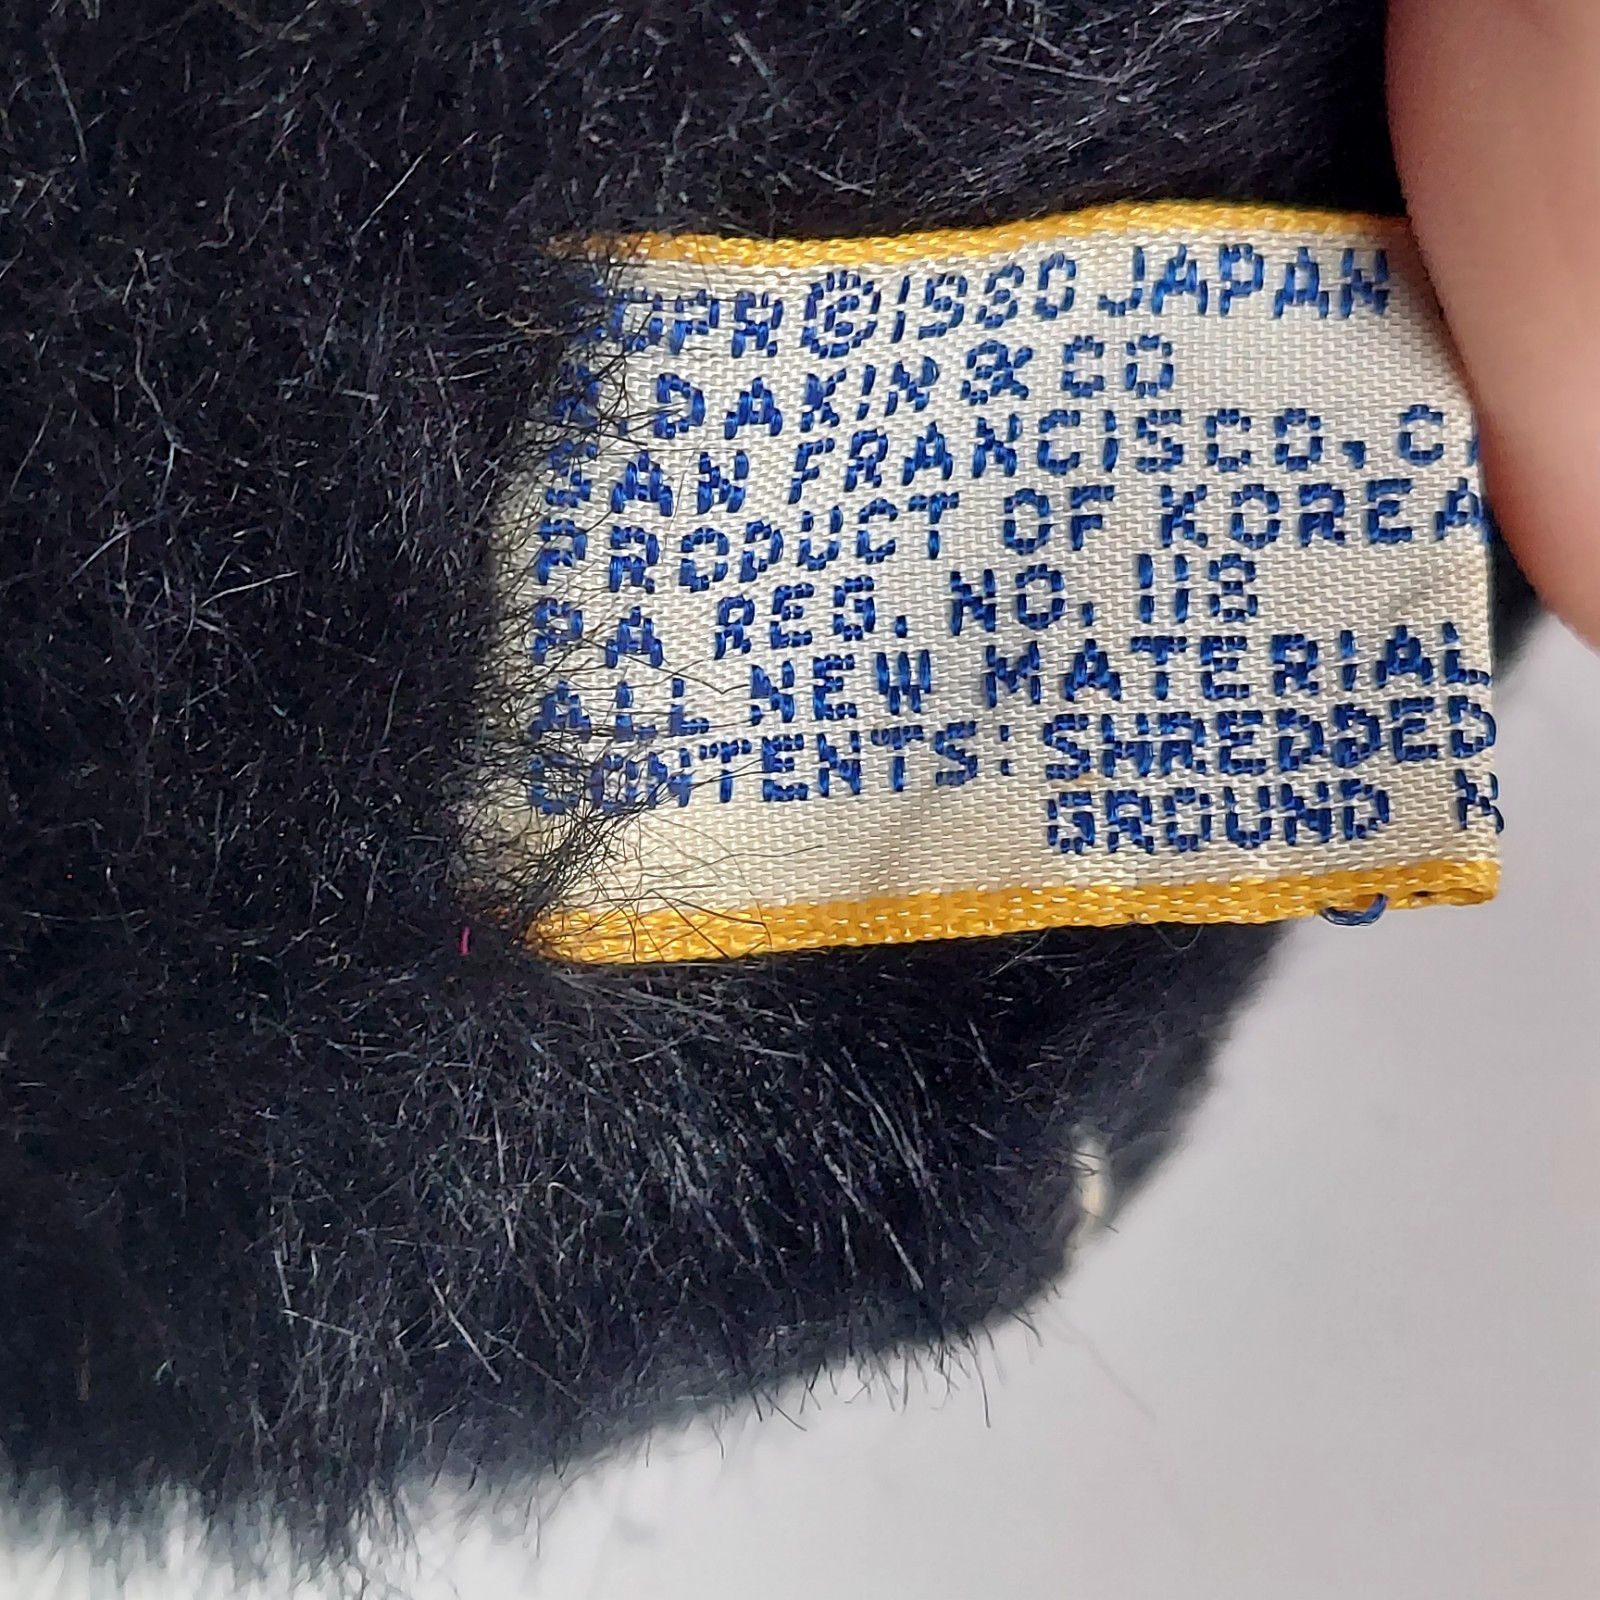 COPR © JAPAN
DAKIN & CO
SAN FRANCISCO,
PRODUCT OF KOREA
PA REG. NO. 118
ALL NEW MATERIAL
CONTENTS: SHREDDED
GROUND